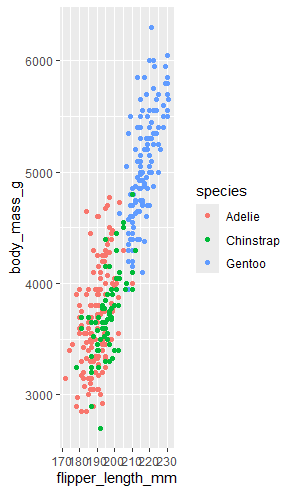 6000
5000
4000
3000
body_mass_g
170180190200210220230
flipper_length_mm
species
Adelie
Chinstrap
Gentoo